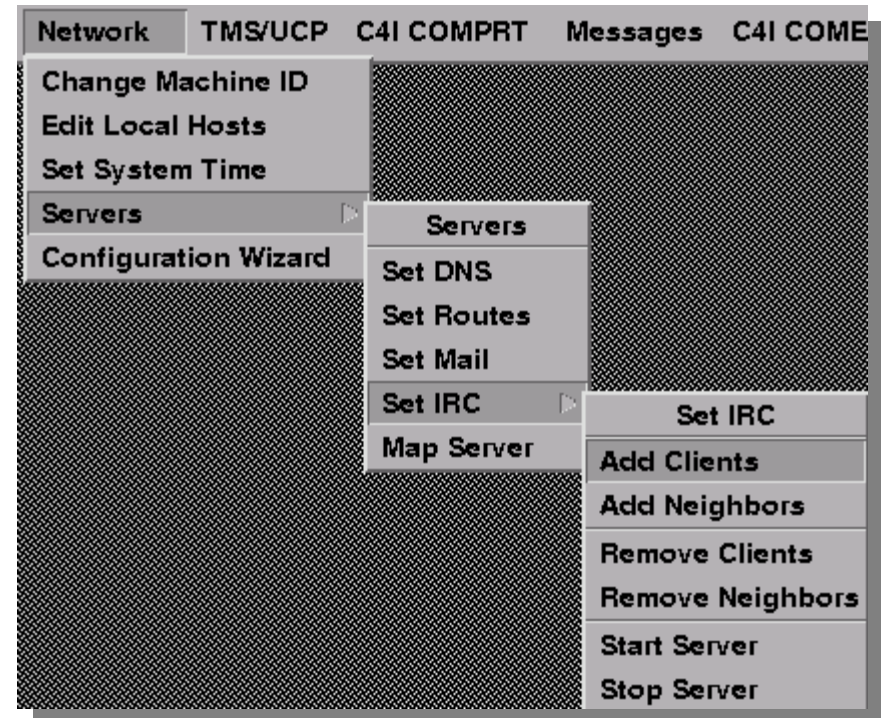 Network TMS/UCP C4I COMPRT Messages C4I COME
Change Machine ID
Edit Local Hosts
Set System Time
Servers
Configuration Wizard
Servers
Set DNS
Set Routes
Set Mail
Set IRC
Map Server
Set IRC
Add Clients
Add Neighbors
Remove Clients
Remove Neighbors
Start Server
Stop Server